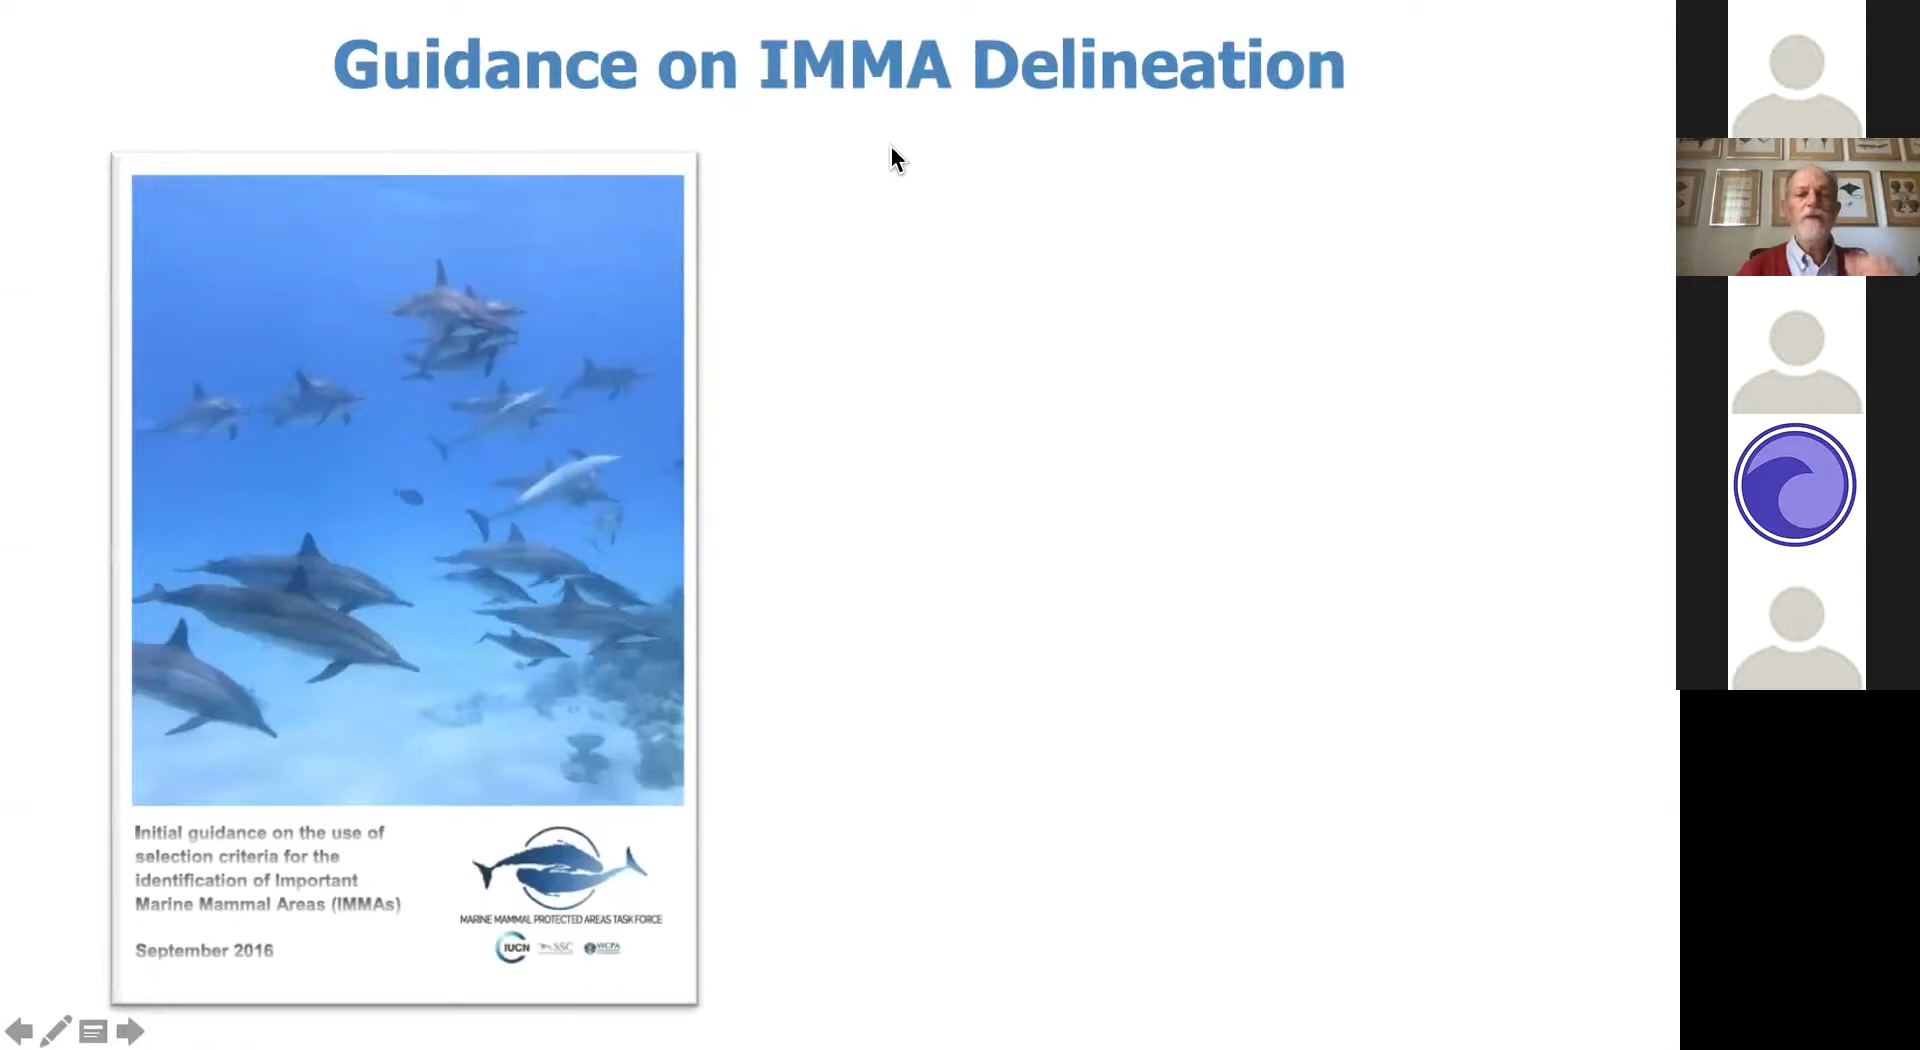 Guidance on IMMA Delineation
Initial guidance on the use of
selection criteria for the
identification of Important
Marine Mammal Areas (IMMAs)
September 2016
MARINE MAMMAL PROTECTED AREAS TASK FORCE
IUCN SSC WCPA